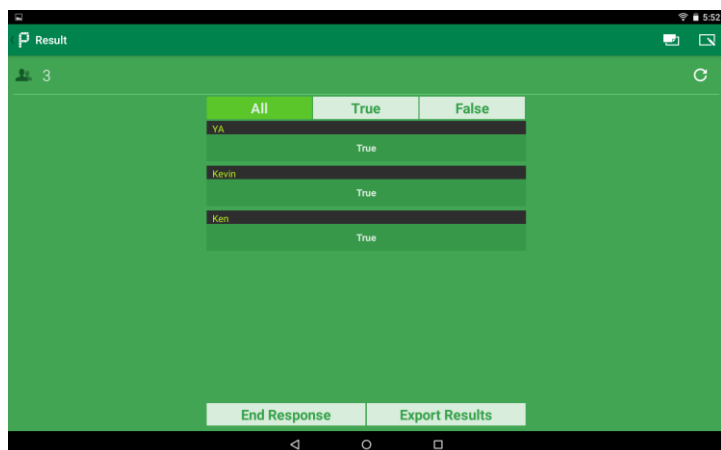 5:52
Result
3
All True False
YA
True
Kevin
True
Ken
True
End Response Export Results